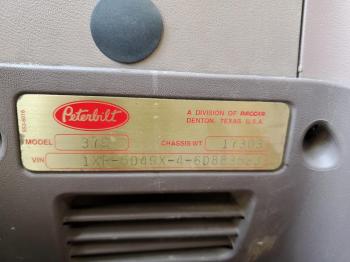 Peterbilt
A DIVISION OF PACCAR
DENTON, TEXAS U.S.A.
MODEL 379 CHASSIS WT. 17303
VIN